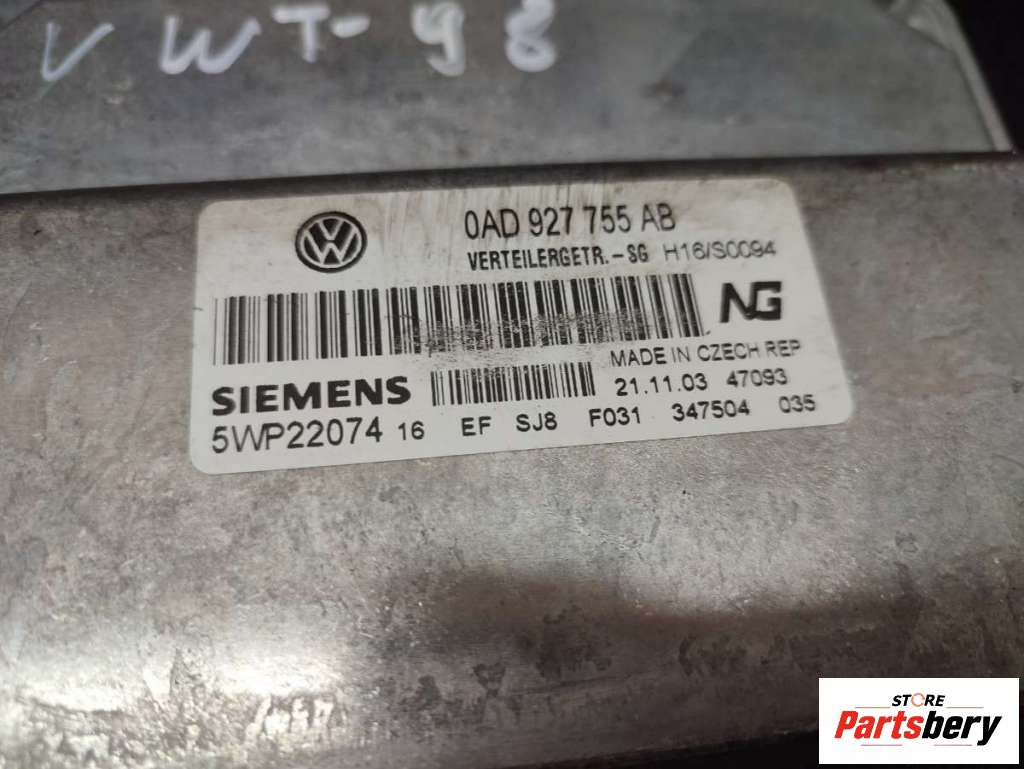 VWT-98
0AD 927 755 AB
VERTEILERGETR.-SG H16/S0094
NG
MADE IN CZECH REP
SIEMENS 21.11.03 47093
5WP22074 16 EF SJ8 F031 347504 035
STORE
Partsbery